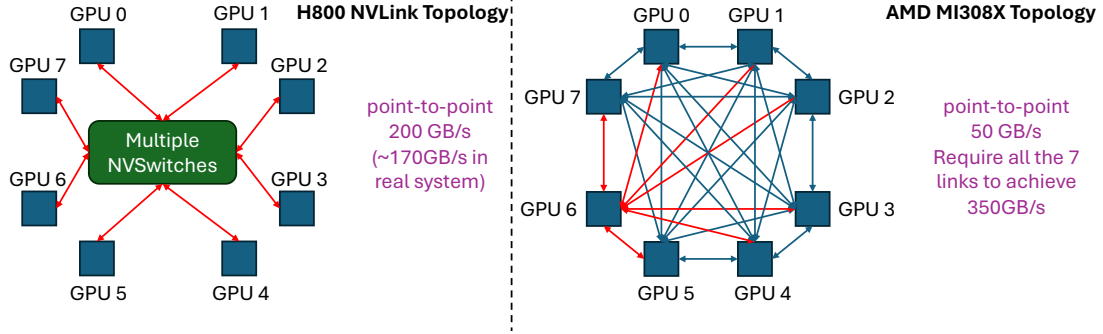 H800 NVLink Topology
GPU 0
GPU 1
GPU 7
GPU 2
Multiple
NVSwitches
GPU 6
GPU 3
GPU 5
GPU 4
point-to-point
200 GB/s
(~170GB/s in
real system)
AMD MI308X Topology
GPU 0
GPU 1
GPU 7
GPU 2
GPU 6
GPU 3
GPU 5
GPU 4
point-to-point
50 GB/s
Require all the 7
links to achieve
350GB/s